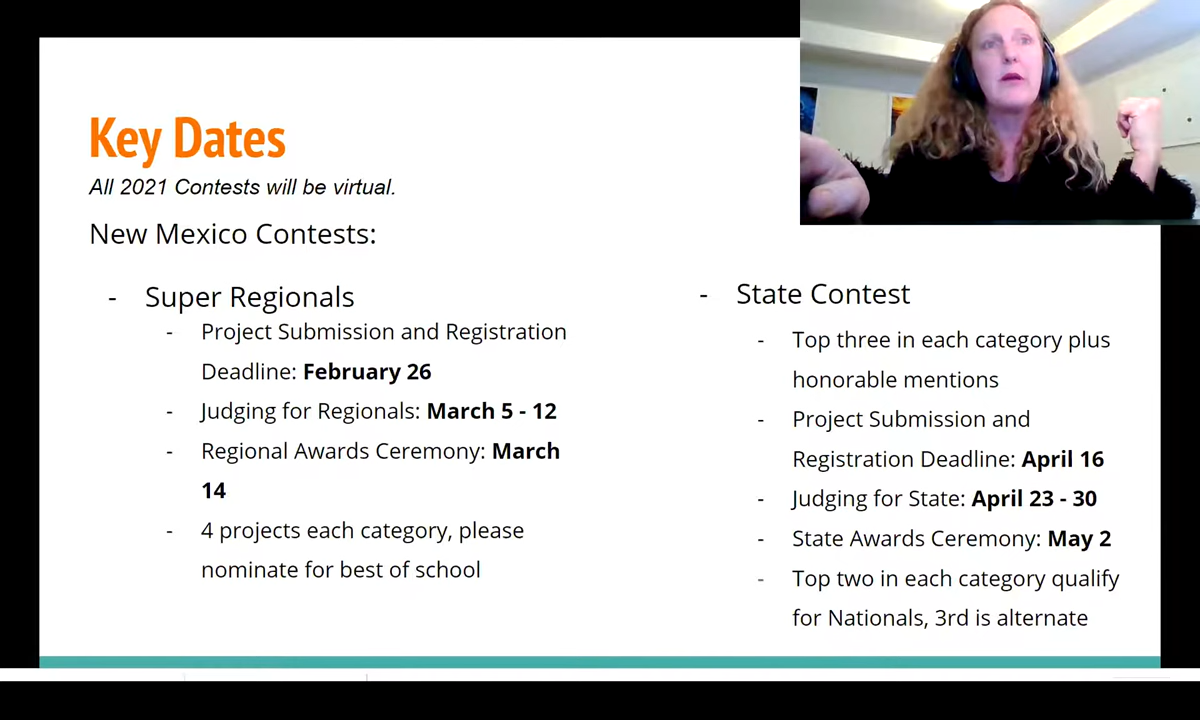 Key Dates
All 2021 Contests will be virtual.
New Mexico Contests:
- Super Regionals
- Project Submission and Registration
Deadline: February 26
- Judging for Regionals: March 5 - 12
- Regional Awards Ceremony: March
14
- 4 projects each category, please
nominate for best of school
- State Contest
- Top three in each category plus
honorable mentions
- Project Submission and
Registration Deadline: April 16
- Judging for State: April 23 - 30
- State Awards Ceremony: May 2
- Top two in each category qualify
for Nationals, 3rd is alternate